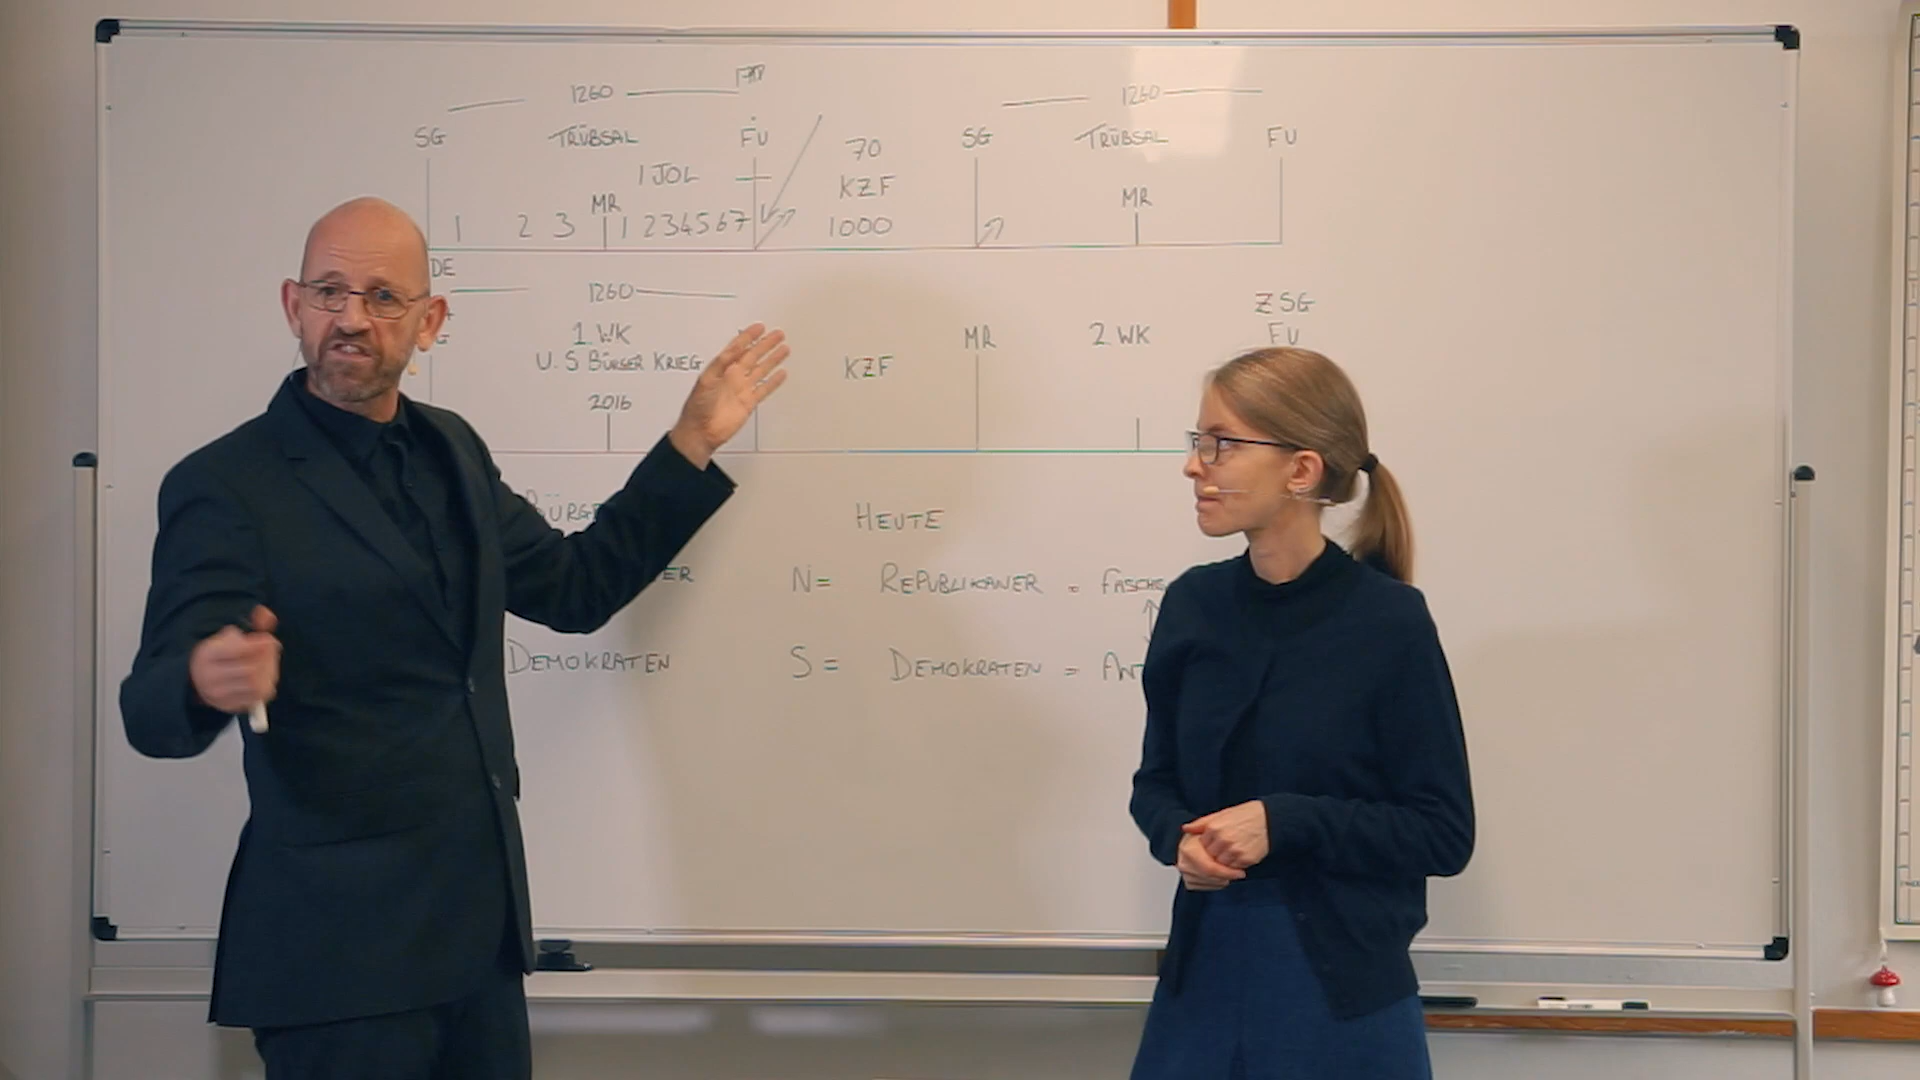 1260 1260
SG TRÜBSAL FU 70 SG TRÜBSAL FU
1 JOL KZF
MR MR
1 2 3 1 2 3 4 5 6 7 1000
DE
1260 Z SG
1. WK MR 2. WK FU
U.S BÜRGER KRIEG KZF
2016
HEUTE
N = REPUBLIKANER =
DEMOKRATEN S = DEMOKRATEN =